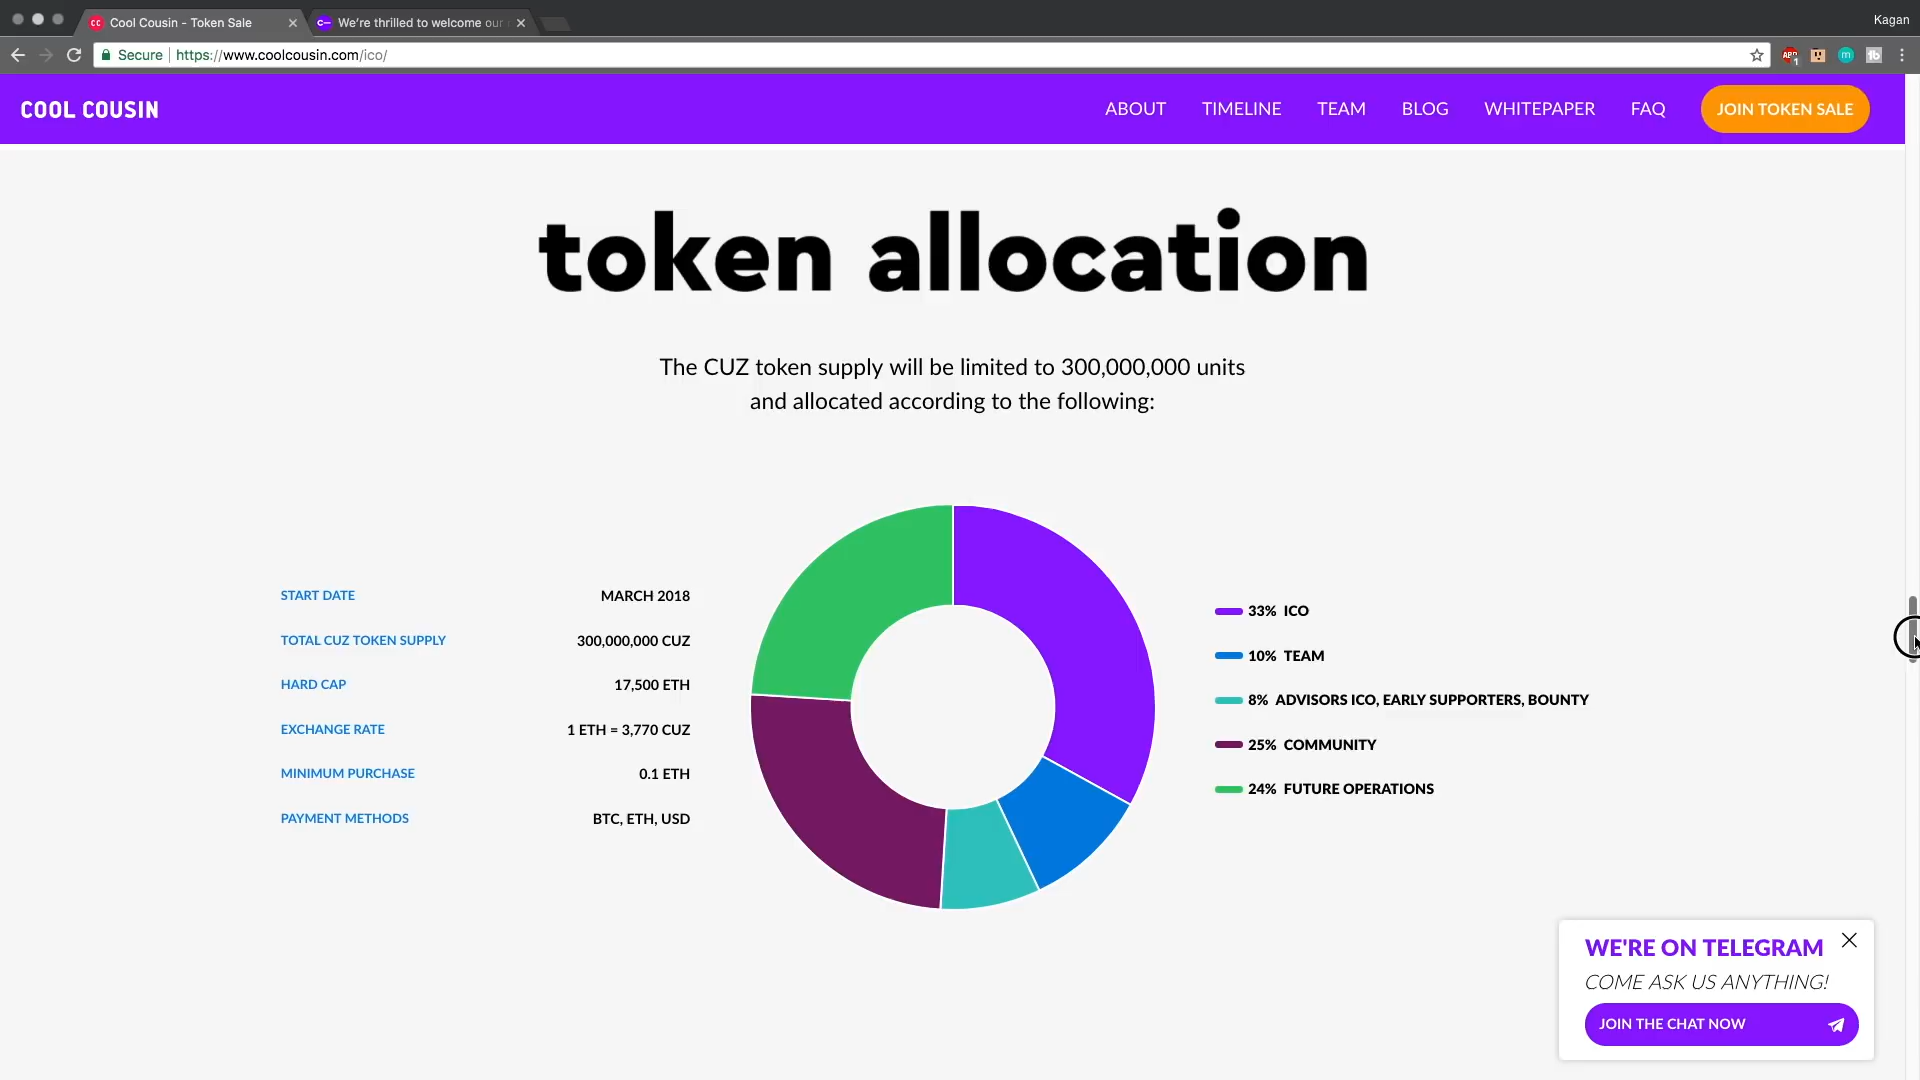 Kagan
CC Cool Cousin - Token Sale
C— We're thrilled to welcome our
Secure https://www.coolcousin.com/ico/
ABP 1 m tb
COOL COUSIN
ABOUT TIMELINE TEAM BLOG WHITEPAPER FAQ JOIN TOKEN SALE
token allocation
The CUZ token supply will be limited to 300,000,000 units
and allocated according to the following:
START DATE MARCH 2018
TOTAL CUZ TOKEN SUPPLY 300,000,000 CUZ
HARD CAP 17,500 ETH
EXCHANGE RATE 1 ETH = 3,770 CUZ
MINIMUM PURCHASE 0.1 ETH
PAYMENT METHODS BTC, ETH, USD
33% ICO
10% TEAM
8% ADVISORS ICO, EARLY SUPPORTERS, BOUNTY
25% COMMUNITY
24% FUTURE OPERATIONS
WE'RE ON TELEGRAM
COME ASK US ANYTHING!
JOIN THE CHAT NOW